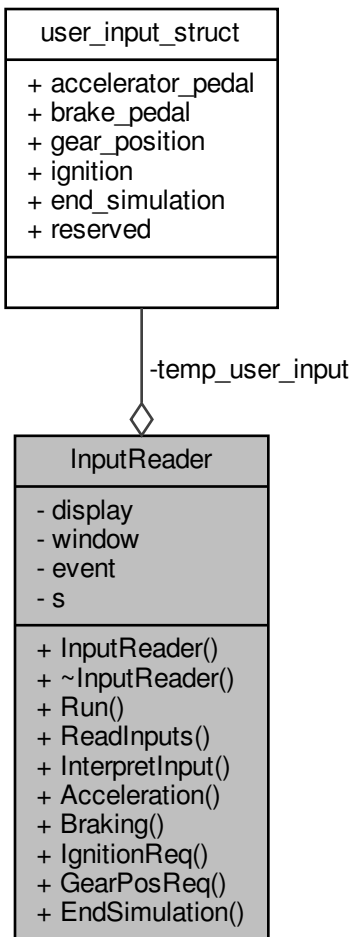 user_input_struct
+ accelerator_pedal
+ brake_pedal
+ gear_position
+ ignition
+ end_simulation
+ reserved
-temp_user_input
InputReader
- display
- window
- event
- s
+ InputReader()
+ ~InputReader()
+ Run()
+ ReadInputs()
+ InterpretInput()
+ Acceleration()
+ Braking()
+ IgnitionReq()
+ GearPosReq()
+ EndSimulation()